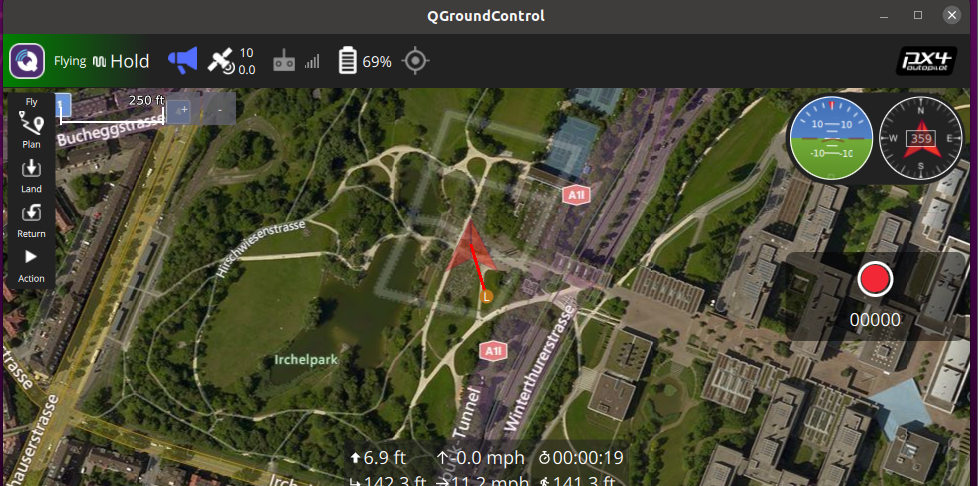 QGroundControl
Flying Hold
10
0.0
69%
px4
autopilot
Fly
Plan
Land
Return
Action
1
250 ft
+
-
Bucheggstrasse
Hirschwiesenstrasse
Irchelpark
A1l
A1l
L
Tunnel
Winterthurerstrasse
10 10
-10 -10
N
W 359 E
S
00000
6.9 ft -0.0 mph 00:00:19
142.3 ft 11.2 mph 141.3 ft